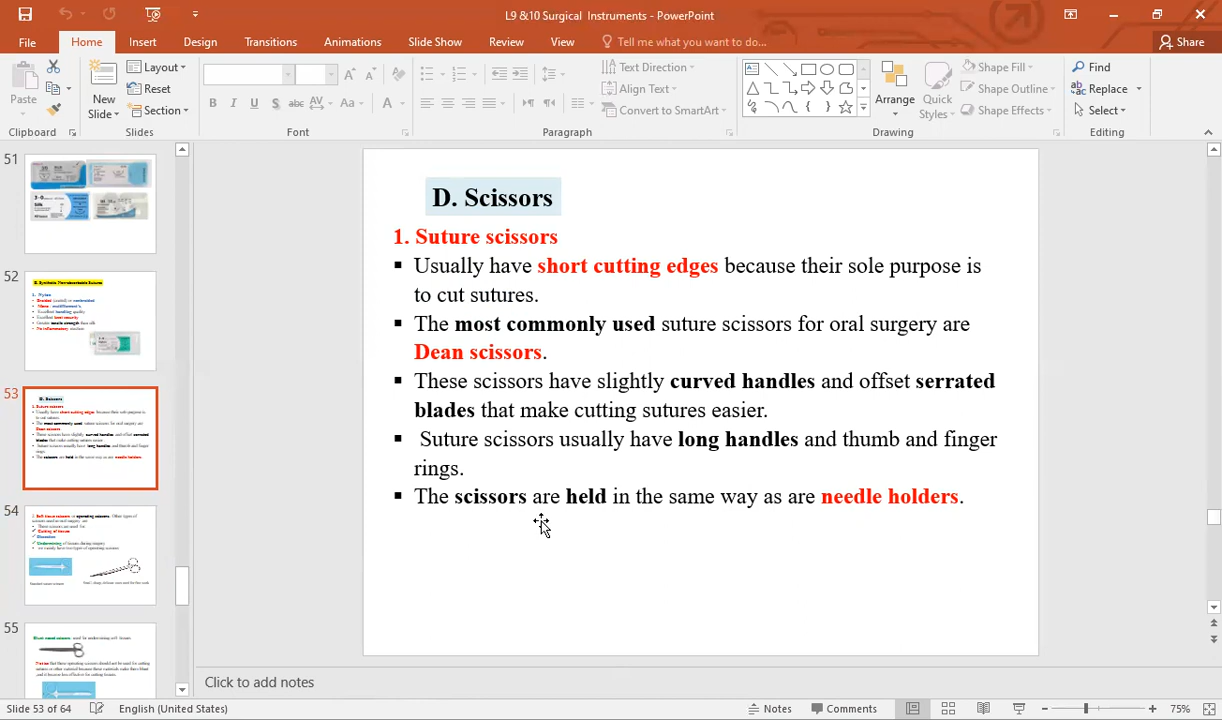 L9 &10 Surgical Instruments - PowerPoint
File Home Insert Design Transitions Animations Slide Show Review View Tell me what you want to do... Share
Paste
New Slide
Layout
Reset
Section
B I U S abc AV Aa A
Text Direction
Align Text
Convert to SmartArt
Arrange
Quick Styles
Shape Fill
Shape Outline
Shape Effects
Find
Replace
Select
Clipboard Slides Font Paragraph Drawing Editing
51
52
53
54
55
D. Scissors
1. Suture scissors
▪ Usually have short cutting edges because their sole purpose is
to cut sutures.
▪ The most commonly used suture scissors for oral surgery are
Dean scissors.
▪ These scissors have slightly curved handles and offset serrated
blades that make cutting sutures easier.
▪ Suture scissors usually have long handles and thumb and finger
rings.
▪ The scissors are held in the same way as are needle holders.
Click to add notes
Slide 53 of 64 English (United States) Notes Comments 75%